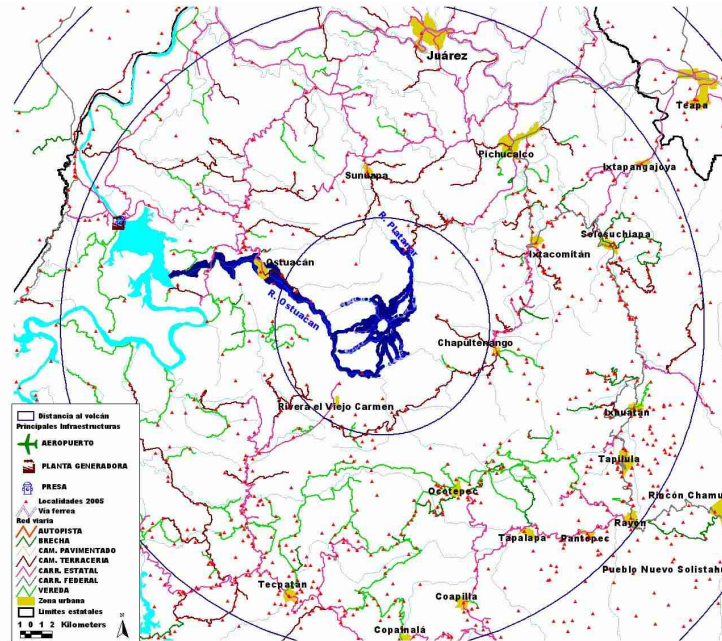 Juárez
Teapa
Pichucalco
Ixtapangajoya
Sunuapa
R. Platanar
Solosuchiapa
Ixtacomitán
Ostuacán
R. Ostuacan
Chapultenango
Rivera el Viejo Carmen
Ixhuatán
Tapilula
Ocotepec
Rincón Chamu
Rayón
Tapalapa
Pantepec
Pueblo Nuevo Solistahu
Tecpatán
Coapilla
Copainalá
Distancia al volcán
Principales Infraestructuras
AEROPUERTO
PLANTA GENERADORA
PRESA
Localidades 2005
Vía ferrea
Red viaria
AUTOPISTA
BRECHA
CAM. PAVIMENTADO
CAM. TERRACERIA
CARR. ESTATAL
CARR. FEDERAL
VEREDA
Zona urbana
Límites estatales
1 0 1 2 Kilometers